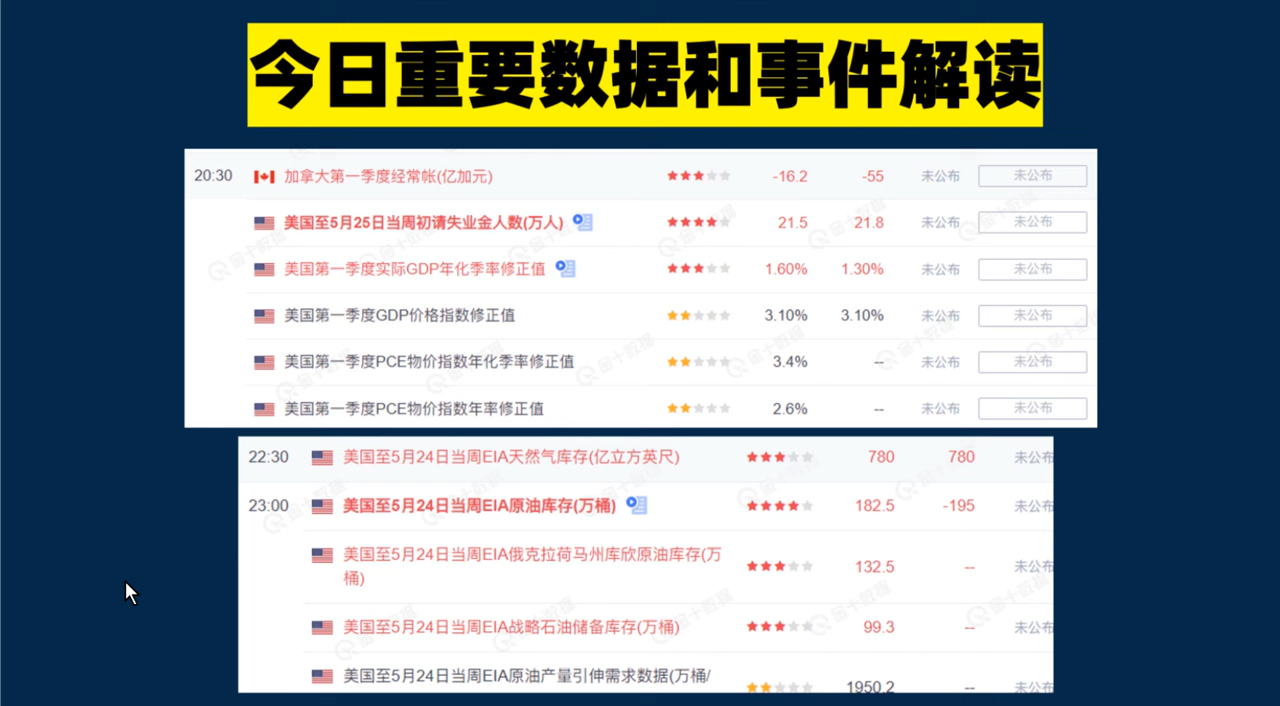 今日重要数据和事件解读
20:30 加拿大第一季度经常帐(亿加元) -16.2 -55 未公布 未公布
美国至5月25日当周初请失业金人数(万人) 21.5 21.8 未公布 未公布
美国第一季度实际GDP年化季率修正值 1.60% 1.30% 未公布 未公布
美国第一季度GDP价格指数修正值 3.10% 3.10% 未公布 未公布
美国第一季度PCE物价指数年化季率修正值 3.4% -- 未公布 未公布
美国第一季度PCE物价指数年率修正值 2.6% -- 未公布 未公布
22:30 美国至5月24日当周EIA天然气库存(亿立方英尺) 780 780 未公布
23:00 美国至5月24日当周EIA原油库存(万桶) 182.5 -195 未公布
美国至5月24日当周EIA俄克拉荷马州库欣原油库存(万
桶) 132.5 -- 未公布
美国至5月24日当周EIA战略石油储备库存(万桶) 99.3 -- 未公布
美国至5月24日当周EIA原油产量引伸需求数据(万桶/
1950.2 -- 未公布
金十数据